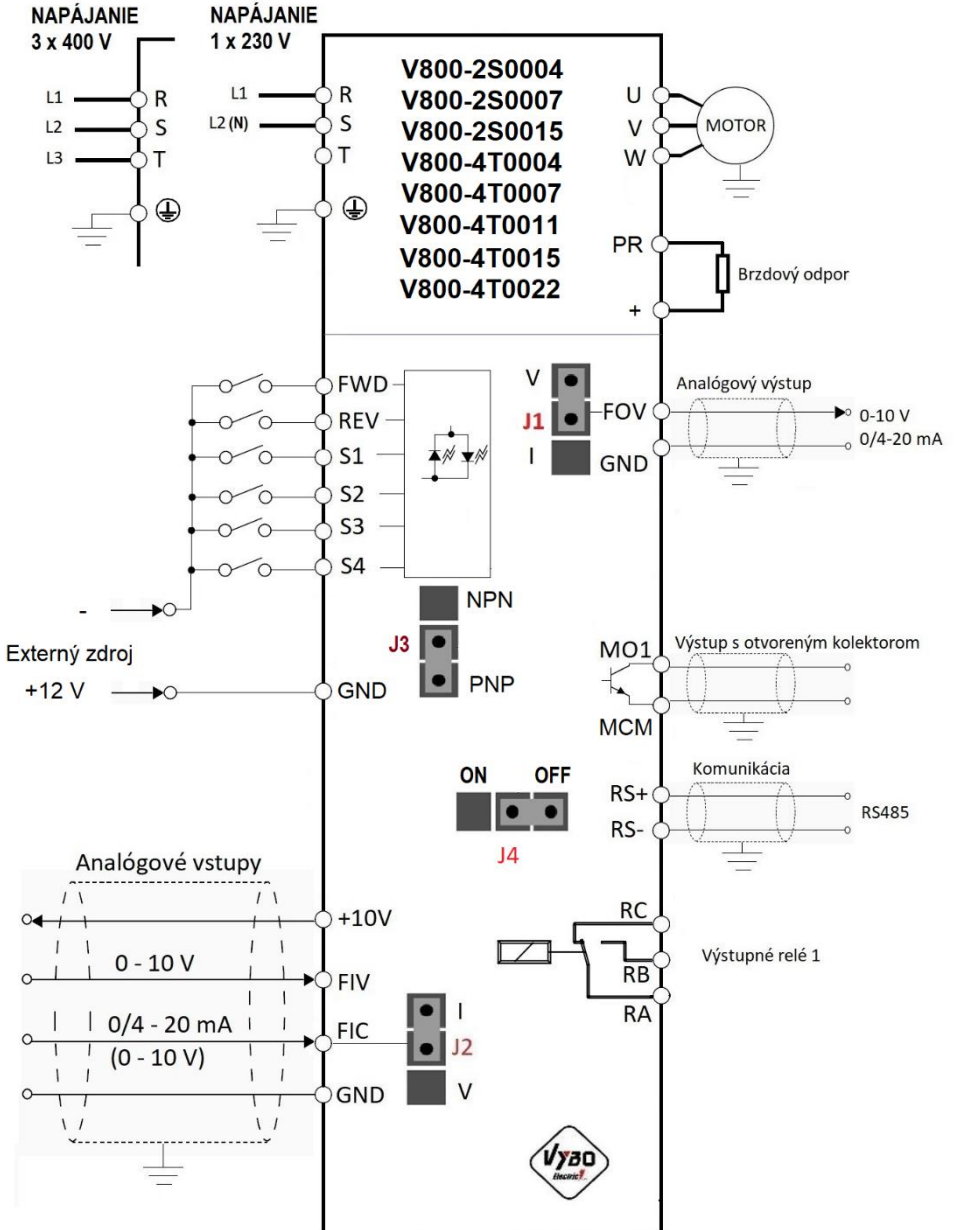 NAPÁJANIE
3 x 400 V
L1 R
L2 S
L3 T
NAPÁJANIE
1 x 230 V
L1 R
L2 (N) S
T
V800-2S0004
V800-2S0007
V800-2S0015
V800-4T0004
V800-4T0007
V800-4T0011
V800-4T0015
V800-4T0022
U
V
W
MOTOR
PR
+
Brzdový odpor
FWD
REV
S1
S2
S3
S4
-
Externý zdroj
+12 V
GND
NPN
J3
PNP
V
J1
I
FOV
GND
Analógový výstup
0-10 V
0/4-20 mA
MO1
MCM
Výstup s otvoreným kolektorom
ON OFF
J4
RS+
RS-
Komunikácia
RS485
Analógové vstupy
+10V
0 - 10 V
FIV
0/4 - 20 mA
(0 - 10 V)
FIC
GND
I
J2
V
RC
RB
RA
Výstupné relé 1
VYBO
Electric